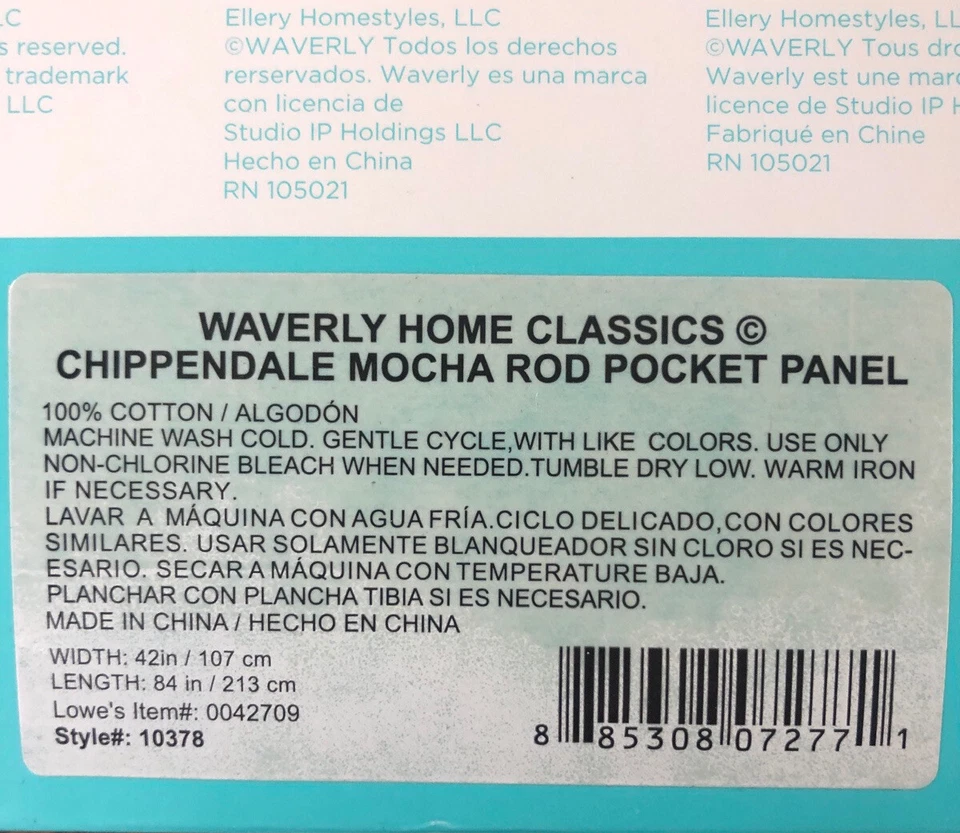 LC
s reserved.
trademark
LLC
Ellery Homestyles, LLC
©WAVERLY Todos los derechos
rerservados. Waverly es una marca
con licencia de
Studio IP Holdings LLC
Hecho en China
RN 105021
Ellery Homestyles, LL
©WAVERLY Tous dro
Waverly est une marq
licence de Studio IP H
Fabriqué en Chine
RN 105021
WAVERLY HOME CLASSICS ©
CHIPPENDALE MOCHA ROD POCKET PANEL
100% COTTON / ALGODÓN
MACHINE WASH COLD. GENTLE CYCLE,WITH LIKE COLORS. USE ONLY
NON-CHLORINE BLEACH WHEN NEEDED.TUMBLE DRY LOW. WARM IRON
IF NECESSARY.
LAVAR A MÁQUINA CON AGUA FRÍA.CICLO DELICADO,CON COLORES
SIMILARES. USAR SOLAMENTE BLANQUEADOR SIN CLORO SI ES NEC-
ESARIO. SECAR A MÁQUINA CON TEMPERATURE BAJA.
PLANCHAR CON PLANCHA TIBIA SI ES NECESARIO.
MADE IN CHINA / HECHO EN CHINA
WIDTH: 42in / 107 cm
LENGTH: 84 in / 213 cm
Lowe's Item#: 0042709
Style#: 10378
8 85308 07277 1